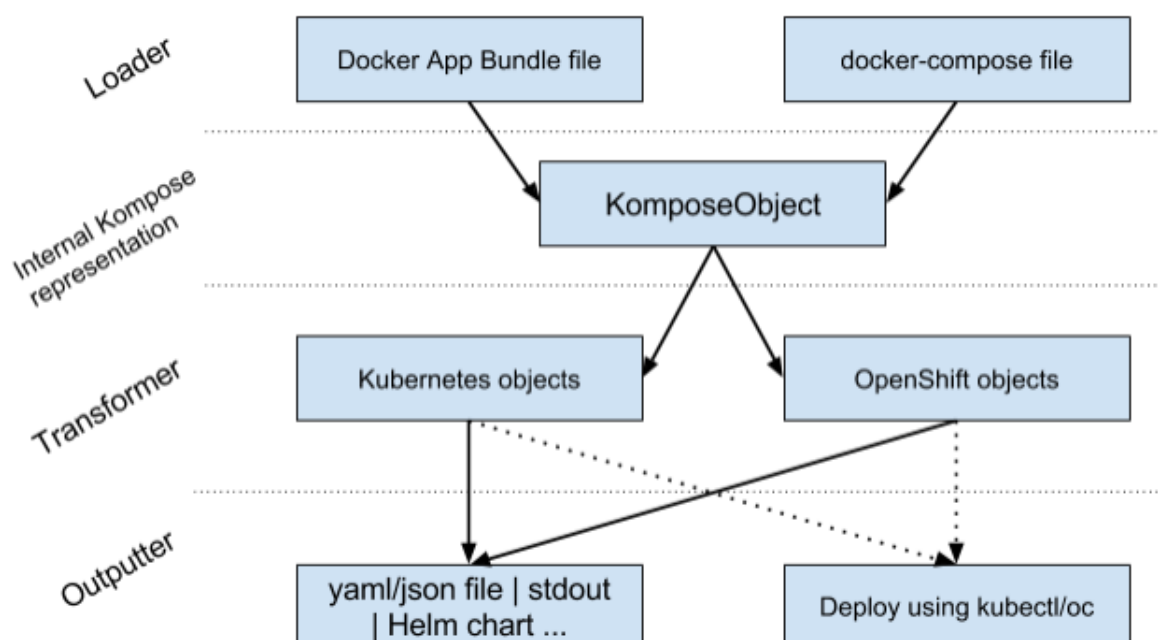 Loader
Docker App Bundle file
docker-compose file
Internal Kompose
representation
KomposeObject
Transformer
Kubernetes objects
OpenShift objects
Outputter
yaml/json file | stdout
| Helm chart ...
Deploy using kubectl/oc